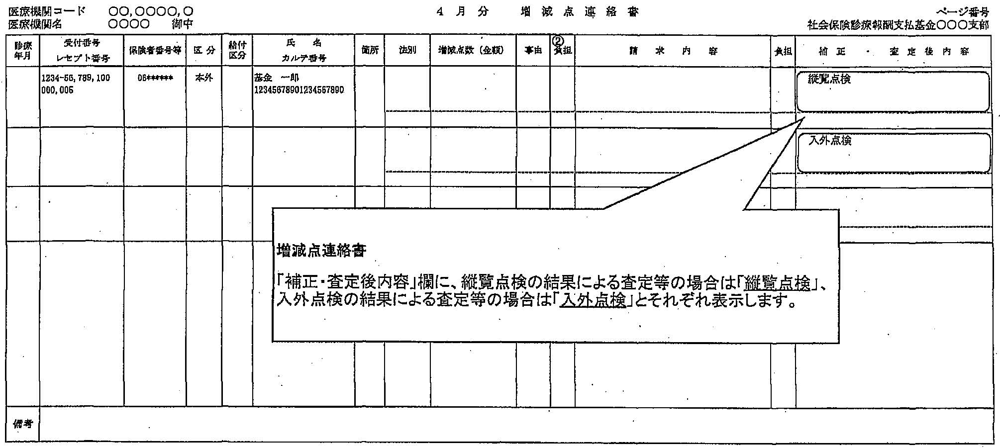 医療機関コード　○○,○○○○,○
4 月 分　増 減 点 連 絡 書
ページ番号
医療機関名　○○○○　御中
社会保険診療報酬支払基金○○○支部
診療年月
受付番号
レセプト番号
保険者番号等
区 分
給付区分
氏　名
カルテ番号
箇所
法別
増減点数（金額）
事由
②
負担
請 求 内 容
負担
補 正 ・ 査 定 後 内 容
1234-56,789,100
000,005
06******
本外
基金　一郎
12345678901234567890
縦覧点検
入外点検
増減点連絡書
「補正・査定後内容」欄に、縦覧点検の結果による査定等の場合は「縦覧点検」、
入外点検の結果による査定等の場合は「入外点検」とそれぞれ表示します。
備考